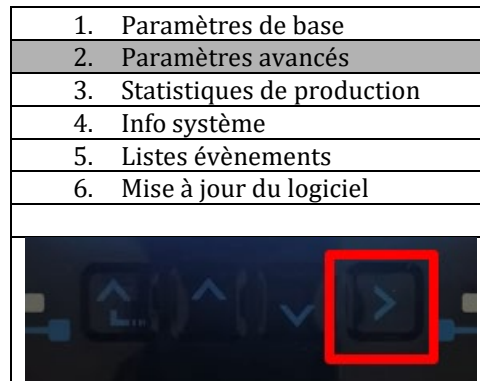 1. Paramètres de base
2. Paramètres avancés
3. Statistiques de production
4. Info système
5. Listes évènements
6. Mise à jour du logiciel